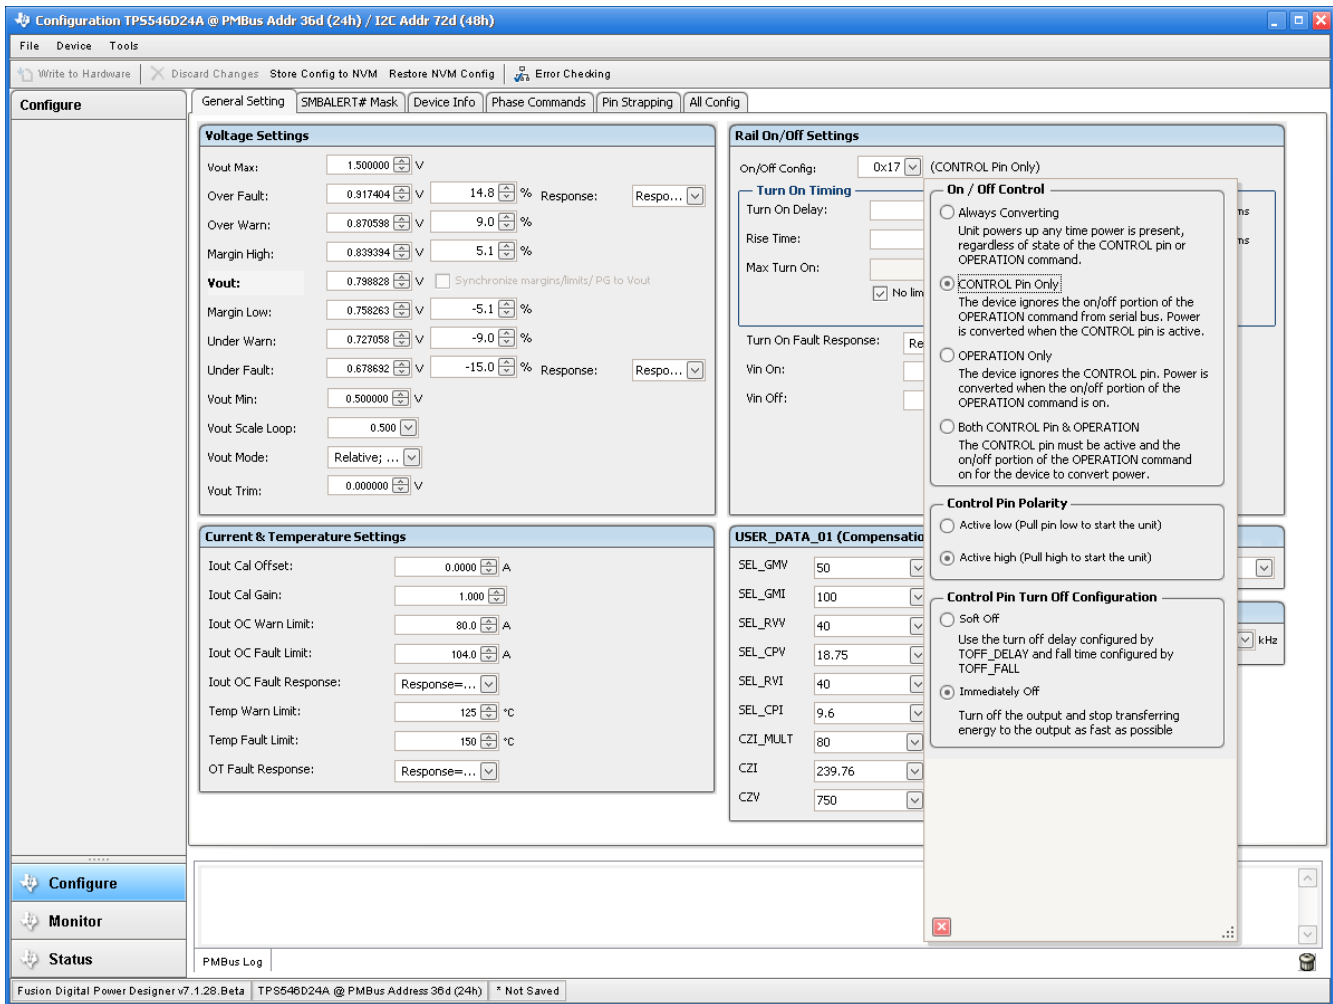 Configuration TPS546D24A @ PMBus Addr 36d (24h) / I2C Addr 72d (48h)
File Device Tools
Write to Hardware Discard Changes Store Config to NVM Restore NVM Config Error Checking
Configure
General Setting SMBALERT# Mask Device Info Phase Commands Pin Strapping All Config
Voltage Settings
Vout Max: 1.500000 V
Over Fault: 0.917404 V 14.8 % Response: Respo...
Over Warn: 0.870598 V 9.0 %
Margin High: 0.839394 V 5.1 %
Vout: 0.798828 V Synchronize margins/limits/ PG to Vout
Margin Low: 0.758263 V -5.1 %
Under Warn: 0.727058 V -9.0 %
Under Fault: 0.678692 V -15.0 % Response: Respo...
Vout Min: 0.500000 V
Vout Scale Loop: 0.500
Vout Mode: Relative; ...
Vout Trim: 0.000000 V
Rail On/Off Settings
On/Off Config: 0x17 (CONTROL Pin Only)
Turn On Timing
Turn On Delay: ms
Rise Time: ms
Max Turn On:
No lim
Turn On Fault Response: Re
Vin On:
Vin Off:
On / Off Control
Always Converting
Unit powers up any time power is present,
regardless of state of the CONTROL pin or
OPERATION command.
CONTROL Pin Only
The device ignores the on/off portion of the
OPERATION command from serial bus. Power
is converted when the CONTROL pin is active.
OPERATION Only
The device ignores the CONTROL pin. Power is
converted when the on/off portion of the
OPERATION command is on.
Both CONTROL Pin & OPERATION
The CONTROL pin must be active and the
on/off portion of the OPERATION command
on for the device to convert power.
Control Pin Polarity
Active low (Pull pin low to start the unit)
Active high (Pull high to start the unit)
Control Pin Turn Off Configuration
Soft Off
Use the turn off delay configured by
TOFF_DELAY and fall time configured by
TOFF_FALL
Immediately Off
Turn off the output and stop transferring
energy to the output as fast as possible
Current & Temperature Settings
Iout Cal Offset: 0.0000 A
Iout Cal Gain: 1.000
Iout OC Warn Limit: 80.0 A
Iout OC Fault Limit: 104.0 A
Iout OC Fault Response: Response=...
Temp Warn Limit: 125 °C
Temp Fault Limit: 150 °C
OT Fault Response: Response=...
USER_DATA_01 (Compensatio
SEL_GMV 50
SEL_GMI 100
SEL_RVV 40
SEL_CPV 18.75
SEL_RVI 40
SEL_CPI 9.6
CZI_MULT 80
CZI 239.76
CZV 750
kHz
Configure
Monitor
Status
PMBus Log
Fusion Digital Power Designer v7.1.28.Beta TPS546D24A @ PMBus Address 36d (24h) * Not Saved